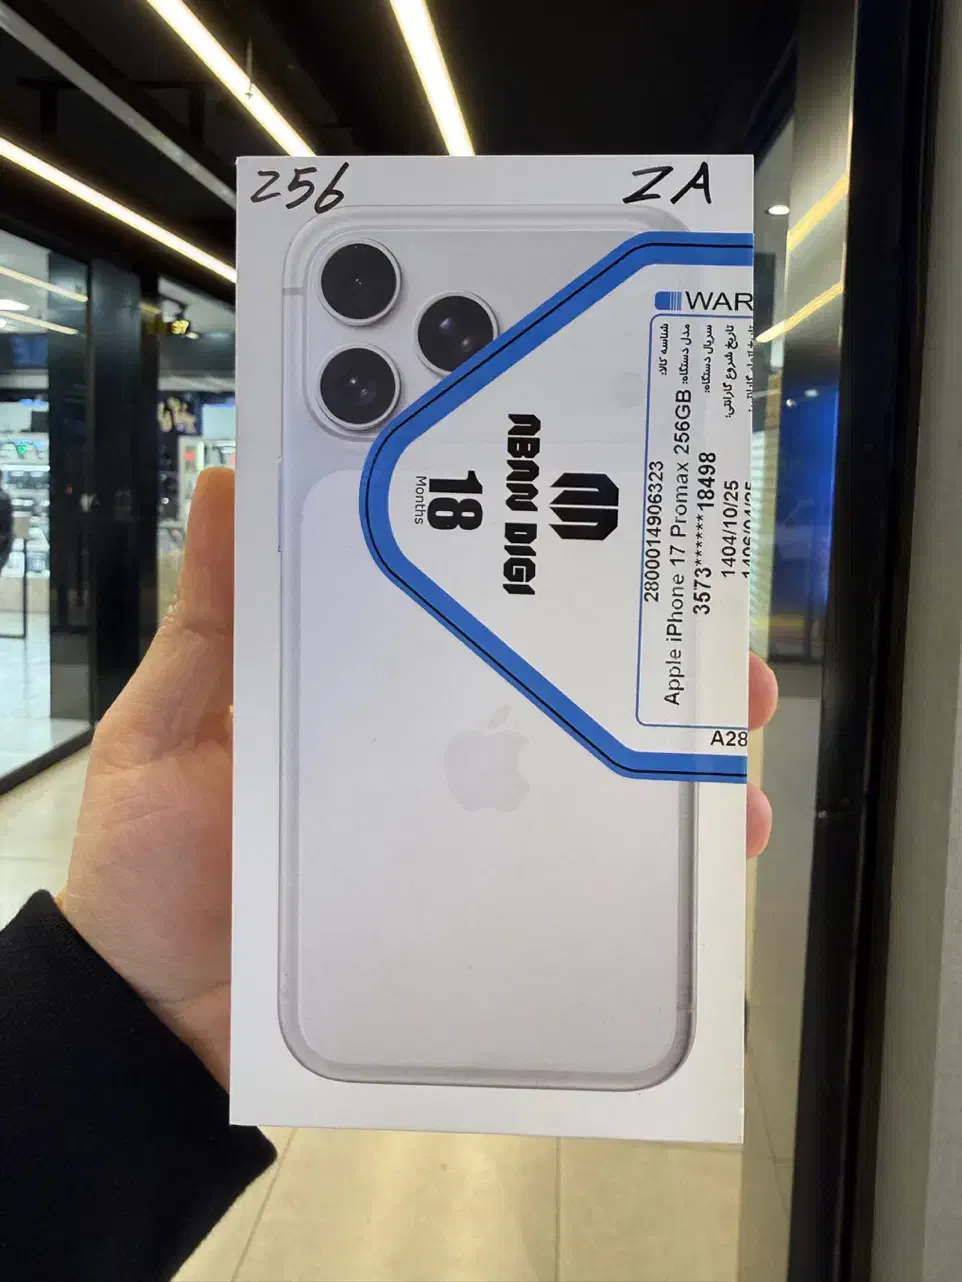 256
ZA
WAR
شناسه کالا:
2800014906323
مدل دستگاه:
Apple iPhone 17 Promax 256GB
سریال دستگاه:
3573******18498
تاریخ شروع گارانتی:
1404/10/25
ABAN DIGI
18
Months
A28